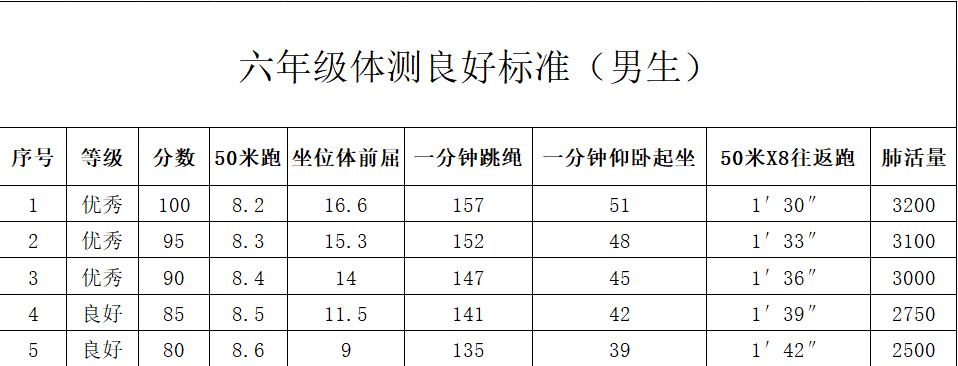 六年级体测良好标准（男生）
序号 等级 分数 50米跑 坐位体前屈 一分钟跳绳 一分钟仰卧起坐 50米X8往返跑 肺活量
1 优秀 100 8.2 16.6 157 51 1′30″ 3200
2 优秀 95 8.3 15.3 152 48 1′33″ 3100
3 优秀 90 8.4 14 147 45 1′36″ 3000
4 良好 85 8.5 11.5 141 42 1′39″ 2750
5 良好 80 8.6 9 135 39 1′42″ 2500